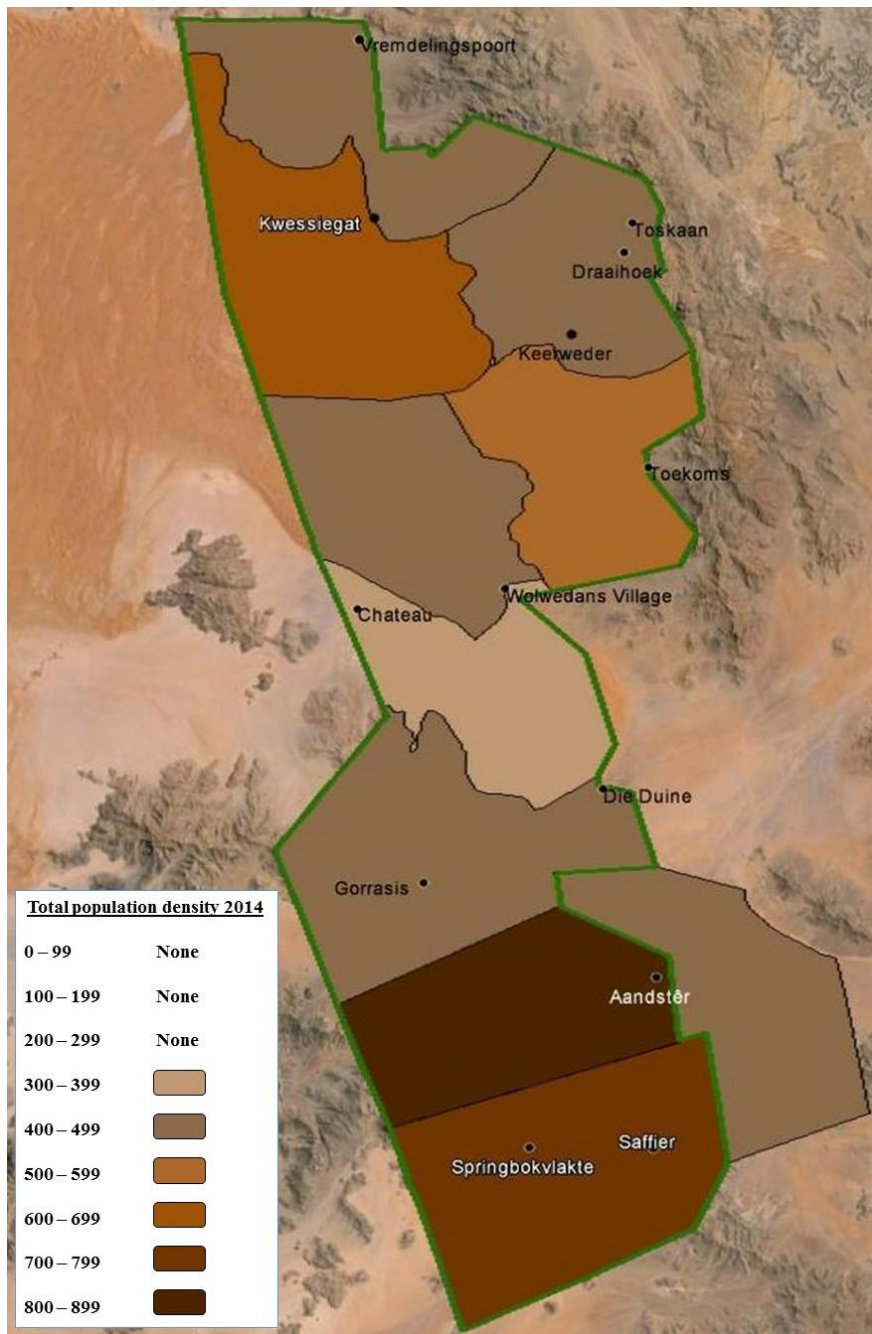 Vremdelingspoort
Kwessiegat
Toskaan
Draaihoek
Keerweder
Toekoms
Wolwedans Village
Chateau
Die Duine
Gorrasis
Aandstêr
Saffier
Springbokvlakte
Total population density 2014
0 – 99 None
100 – 199 None
200 – 299 None
300 – 399
400 – 499
500 – 599
600 – 699
700 – 799
800 – 899